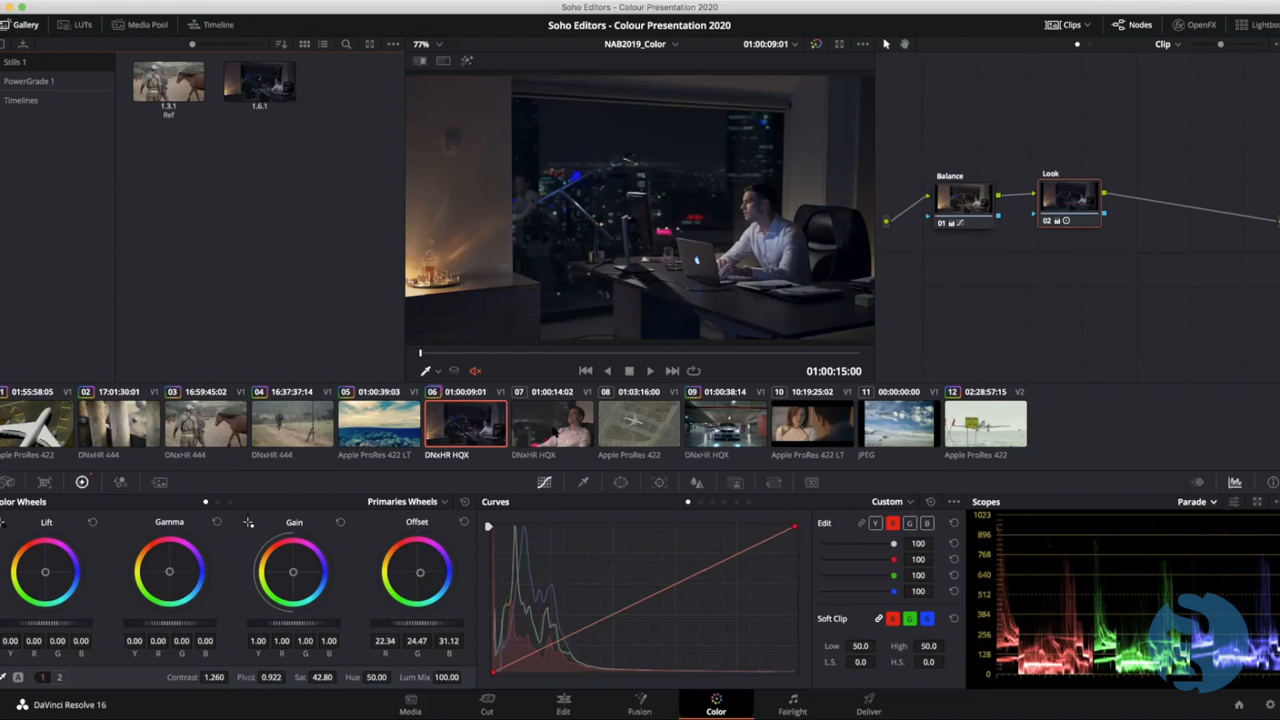 Soho Editors - Colour Presentation 2020
Gallery
LUTs
Media Pool
Timeline
Soho Editors - Colour Presentation 2020
Clips
Nodes
OpenFX
Lightbo
77%
NAB2019_Color
01:00:09:01
Clip
Stills 1
PowerGrade 1
Timelines
1.3.1
Ref
1.6.1
Balance
01
Look
02
01:00:15:00
1 01:55:58:05 V1
02 17:01:30:01 V1
03 16:59:45:02 V1
04 16:37:37:14 V1
05 01:00:39:03 V1
06 01:00:09:01 V1
07 01:00:14:02 V1
08 01:03:16:00 V1
09 01:00:38:14 V1
10 10:19:25:02 V1
11 00:00:00:00 V1
12 02:28:57:15 V2
Apple ProRes 422
DNxHR 444
DNxHR 444
DNxHR 444
Apple ProRes 422 LT
DNxHR HQX
DNxHR HQX
Apple ProRes 422
DNxHR HQX
Apple ProRes 422 LT
JPEG
Apple ProRes 422
olor Wheels
Primaries Wheels
Curves
Custom
Scopes
Parade
Lift
Gamma
Gain
Offset
0.00 0.00 0.00 0.00
Y R G B
0.00 0.00 0.00 0.00
Y R G B
1.00 1.00 1.00 1.00
Y R G B
22.34 24.47 31.12
R G B
A 1 2
Contrast 1.260
Pivot 0.922
Sat 42.80
Hue 50.00
Lum Mix 100.00
Edit Y R G B
100
100
100
100
Soft Clip R G B
Low 50.0 High 50.0
L.S. 0.0 H.S. 0.0
1023
896
768
640
512
384
256
128
0
DaVinci Resolve 16
Media
Cut
Edit
Fusion
Color
Fairlight
Deliver